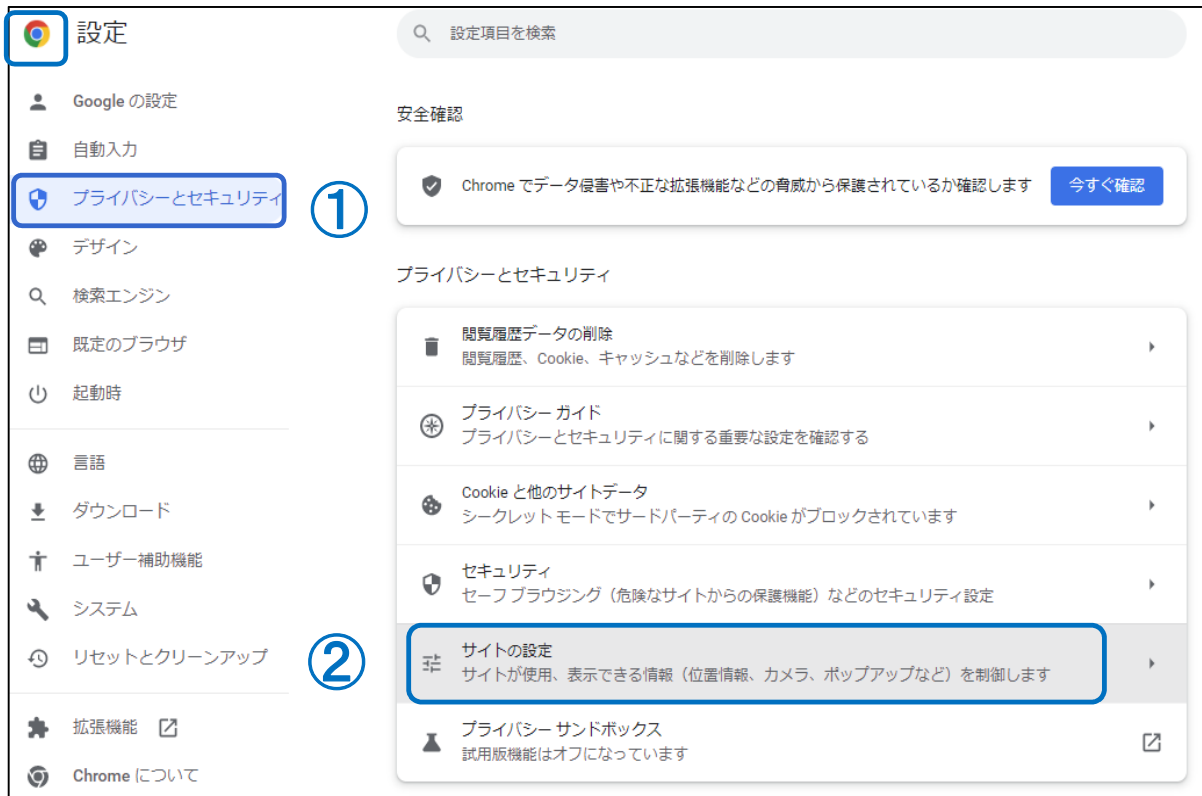 設定
設定項目を検索
Google の設定
自動入力
プライバシーとセキュリティ
①
デザイン
検索エンジン
既定のブラウザ
起動時
言語
ダウンロード
ユーザー補助機能
システム
リセットとクリーンアップ
拡張機能
Chrome について
安全確認
Chrome でデータ侵害や不正な拡張機能などの脅威から保護されているか確認します
今すぐ確認
プライバシーとセキュリティ
閲覧履歴データの削除
閲覧履歴、Cookie、キャッシュなどを削除します
プライバシー ガイド
プライバシーとセキュリティに関する重要な設定を確認する
Cookie と他のサイトデータ
シークレット モードでサードパーティの Cookie がブロックされています
セキュリティ
セーフ ブラウジング（危険なサイトからの保護機能）などのセキュリティ設定
②
サイトの設定
サイトが使用、表示できる情報（位置情報、カメラ、ポップアップなど）を制御します
プライバシー サンドボックス
試用版機能はオフになっています